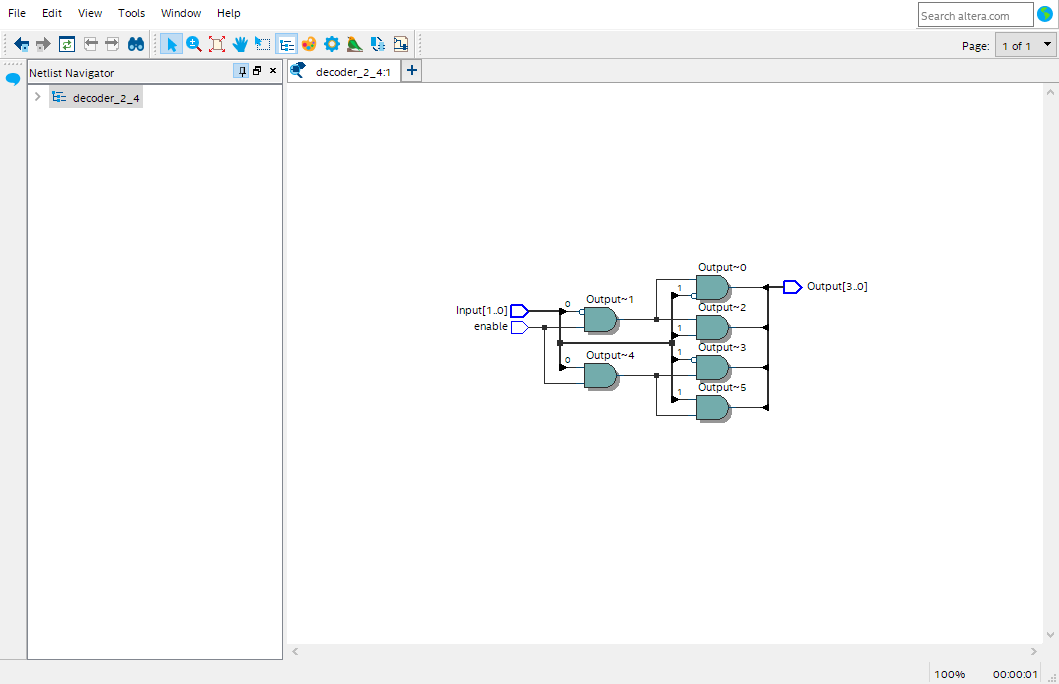 File Edit View Tools Window Help
Search altera.com
Page: 1 of 1
Netlist Navigator
decoder_2_4:1
decoder_2_4
Output~0
Output[3..0]
1
Output~1
0
Output~2
Input[1..0]
enable
1
Output~3
1
Output~4
0
Output~5
1
100% 00:00:01